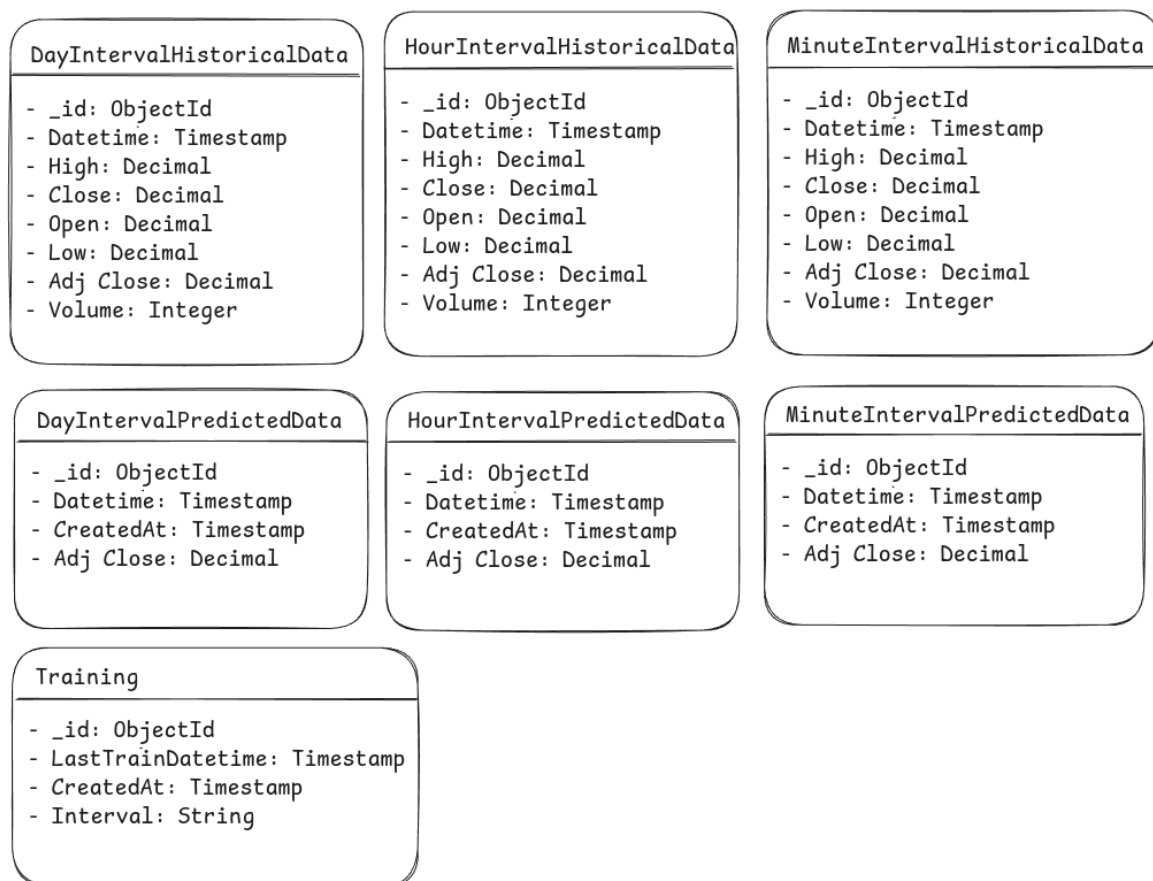 DayIntervalHistoricalData
- _id: ObjectId
- Datetime: Timestamp
- High: Decimal
- Close: Decimal
- Open: Decimal
- Low: Decimal
- Adj Close: Decimal
- Volume: Integer
HourIntervalHistoricalData
- _id: ObjectId
- Datetime: Timestamp
- High: Decimal
- Close: Decimal
- Open: Decimal
- Low: Decimal
- Adj Close: Decimal
- Volume: Integer
MinuteIntervalHistoricalData
- _id: ObjectId
- Datetime: Timestamp
- High: Decimal
- Close: Decimal
- Open: Decimal
- Low: Decimal
- Adj Close: Decimal
- Volume: Integer
DayIntervalPredictedData
- _id: ObjectId
- Datetime: Timestamp
- CreatedAt: Timestamp
- Adj Close: Decimal
HourIntervalPredictedData
- _id: ObjectId
- Datetime: Timestamp
- CreatedAt: Timestamp
- Adj Close: Decimal
MinuteIntervalPredictedData
- _id: ObjectId
- Datetime: Timestamp
- CreatedAt: Timestamp
- Adj Close: Decimal
Training
- _id: ObjectId
- LastTrainDatetime: Timestamp
- CreatedAt: Timestamp
- Interval: String